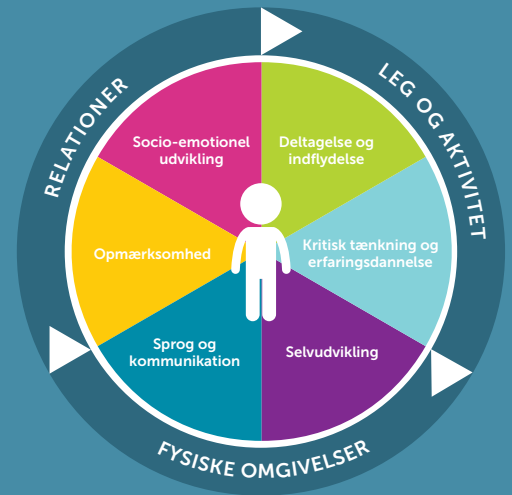 RELATIONER
LEG OG AKTIVITET
Socio-emotionel
udvikling
Deltagelse og
indflydelse
Opmærksomhed
Kritisk tænkning og
erfaringsdannelse
Sprog og
kommunikation
Selvudvikling
FYSISKE OMGIVELSER